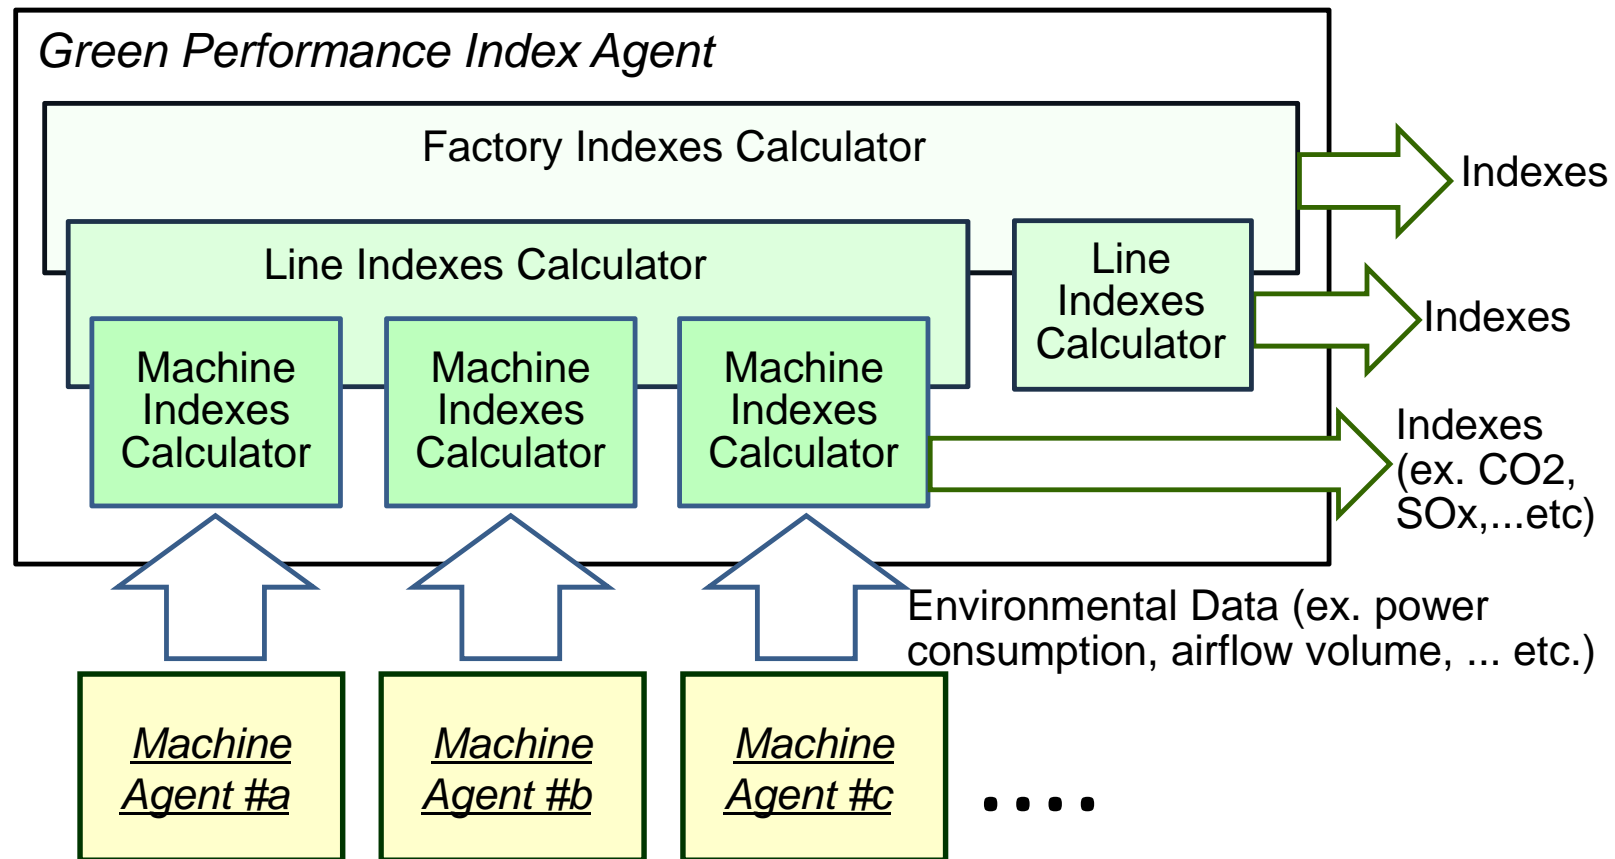 Green Performance Index Agent
Factory Indexes Calculator
Indexes
Line Indexes Calculator
Line
Indexes
Calculator
Indexes
Machine
Indexes
Calculator
Machine
Indexes
Calculator
Machine
Indexes
Calculator
Indexes
(ex. CO2,
SOx,...etc)
Environmental Data (ex. power
consumption, airflow volume, ... etc.)
Machine
Agent #a
Machine
Agent #b
Machine
Agent #c
....